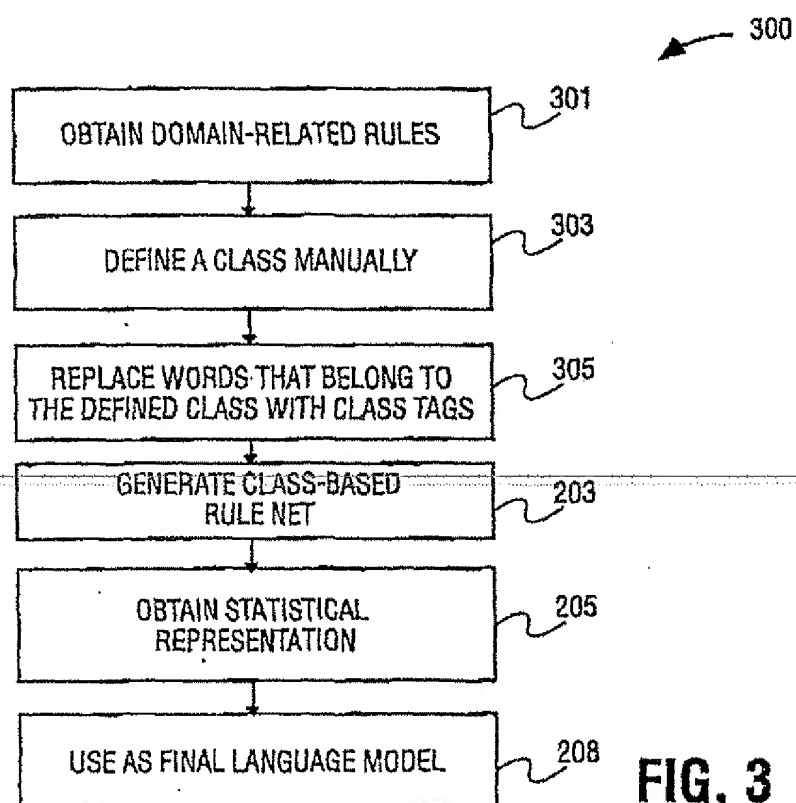 300
OBTAIN DOMAIN-RELATED RULES
301
DEFINE A CLASS MANUALLY
303
REPLACE WORDS THAT BELONG TO
THE DEFINED CLASS WITH CLASS TAGS
305
GENERATE CLASS-BASED
RULE NET
203
OBTAIN STATISTICAL
REPRESENTATION
205
USE AS FINAL LANGUAGE MODEL
208
FIG. 3